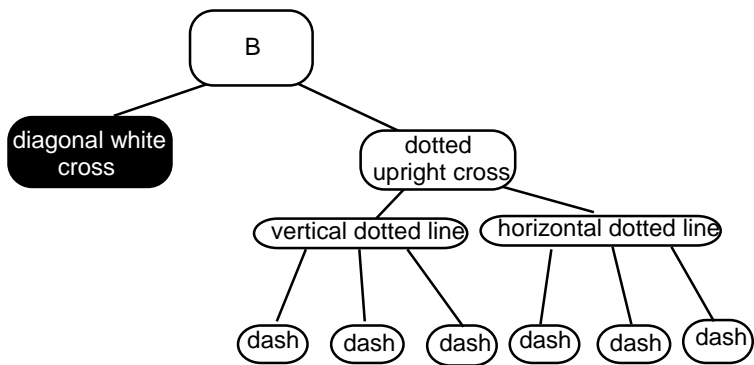 B
diagonal white
cross
dotted
upright cross
vertical dotted line
horizontal dotted line
dash
dash
dash
dash
dash
dash